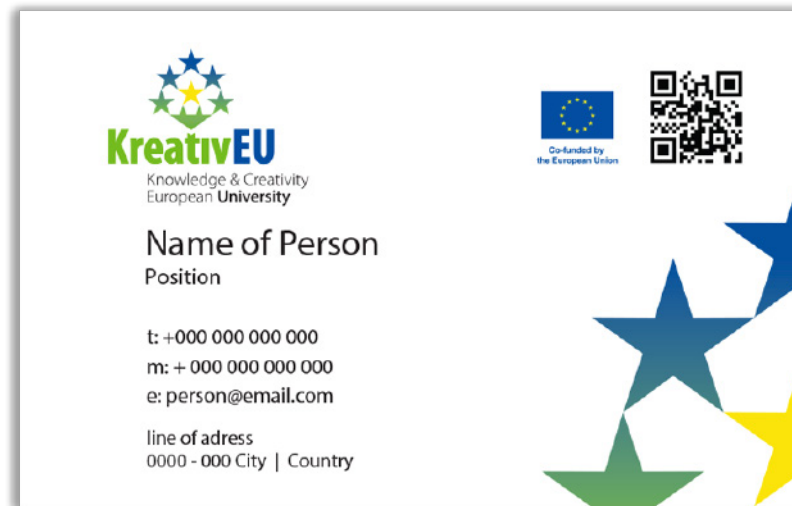 KreativEU
Knowledge & Creativity
European University
Co-funded by
the European Union
Name of Person
Position
t: +000 000 000 000
m: + 000 000 000 000
e: person@email.com
line of adress
0000 - 000 City | Country